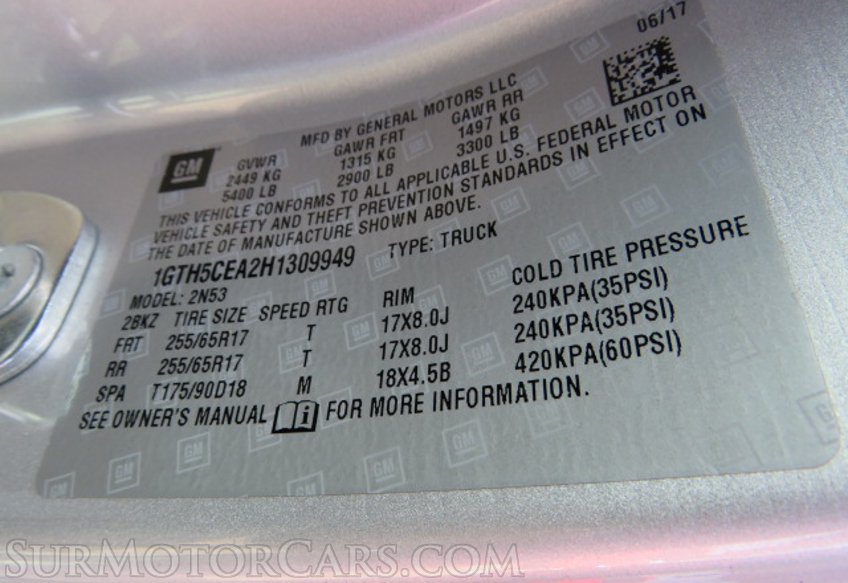 06/17
GM
MFD BY GENERAL MOTORS LLC
GVWR GAWR FRT GAWR RR
2449 KG 1315 KG 1497 KG
5400 LB 2900 LB 3300 LB
THIS VEHICLE CONFORMS TO ALL APPLICABLE U.S. FEDERAL MOTOR
VEHICLE SAFETY AND THEFT PREVENTION STANDARDS IN EFFECT ON
THE DATE OF MANUFACTURE SHOWN ABOVE.
1GTH5CEA2H1309949 TYPE: TRUCK
MODEL: 2N53
2BKZ TIRE SIZE SPEED RTG RIM COLD TIRE PRESSURE
FRT 255/65R17 T 17X8.0J 240KPA(35PSI)
RR 255/65R17 T 17X8.0J 240KPA(35PSI)
SPA T175/90D18 M 18X4.5B 420KPA(60PSI)
SEE OWNER'S MANUAL i FOR MORE INFORMATION.
SURMOTORCARS.COM